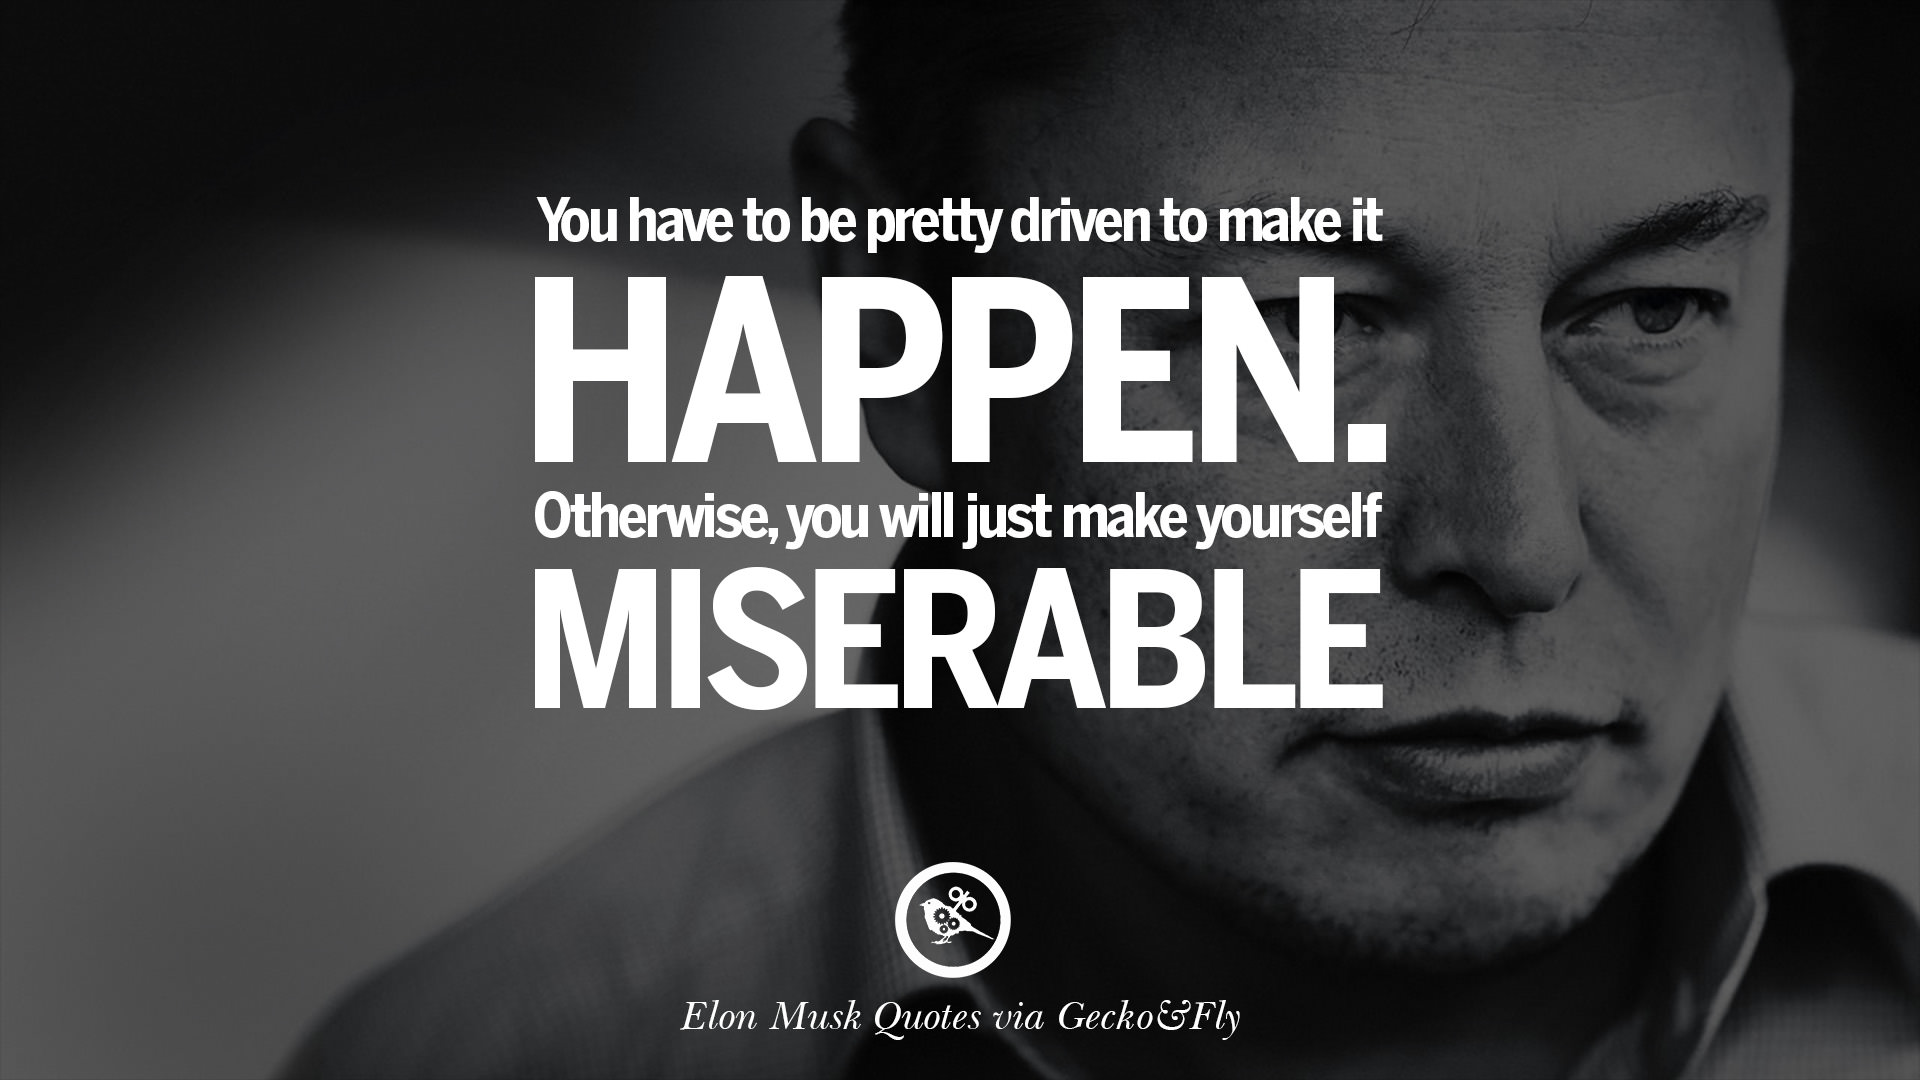 You have to be pretty driven to make it
HAPPEN.
Otherwise, you will just make yourself
MISERABLE
Elon Musk Quotes via Gecko&Fly